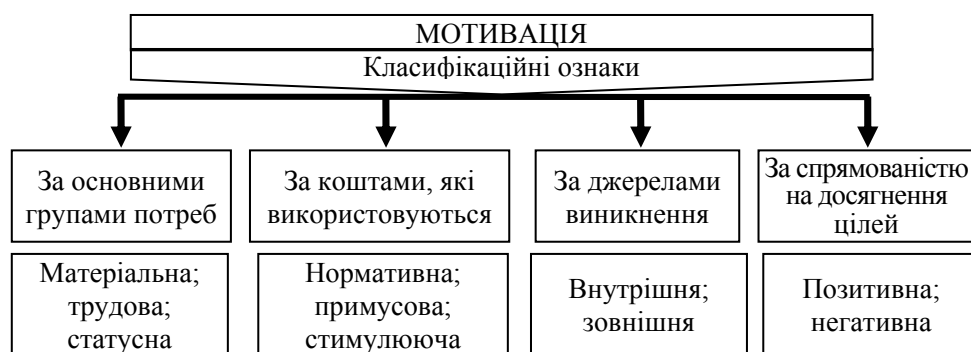 МОТИВАЦІЯ
Класифікаційні ознаки
За основними
групами потреб
За коштами, які
використовуються
За джерелами
виникнення
За спрямованістю
на досягнення
цілей
Матеріальна;
трудова;
статусна
Нормативна;
примусова;
стимулююча
Внутрішня;
зовнішня
Позитивна;
негативна